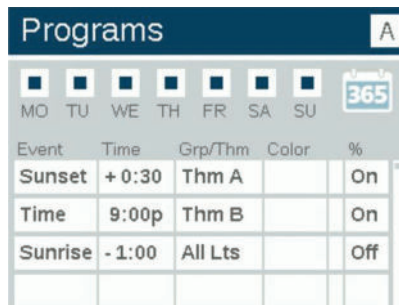 Programs A
MO TU WE TH FR SA SU 365
Event Time Grp/Thm Color %
Sunset + 0:30 Thm A On
Time 9:00p Thm B On
Sunrise - 1:00 All Lts Off